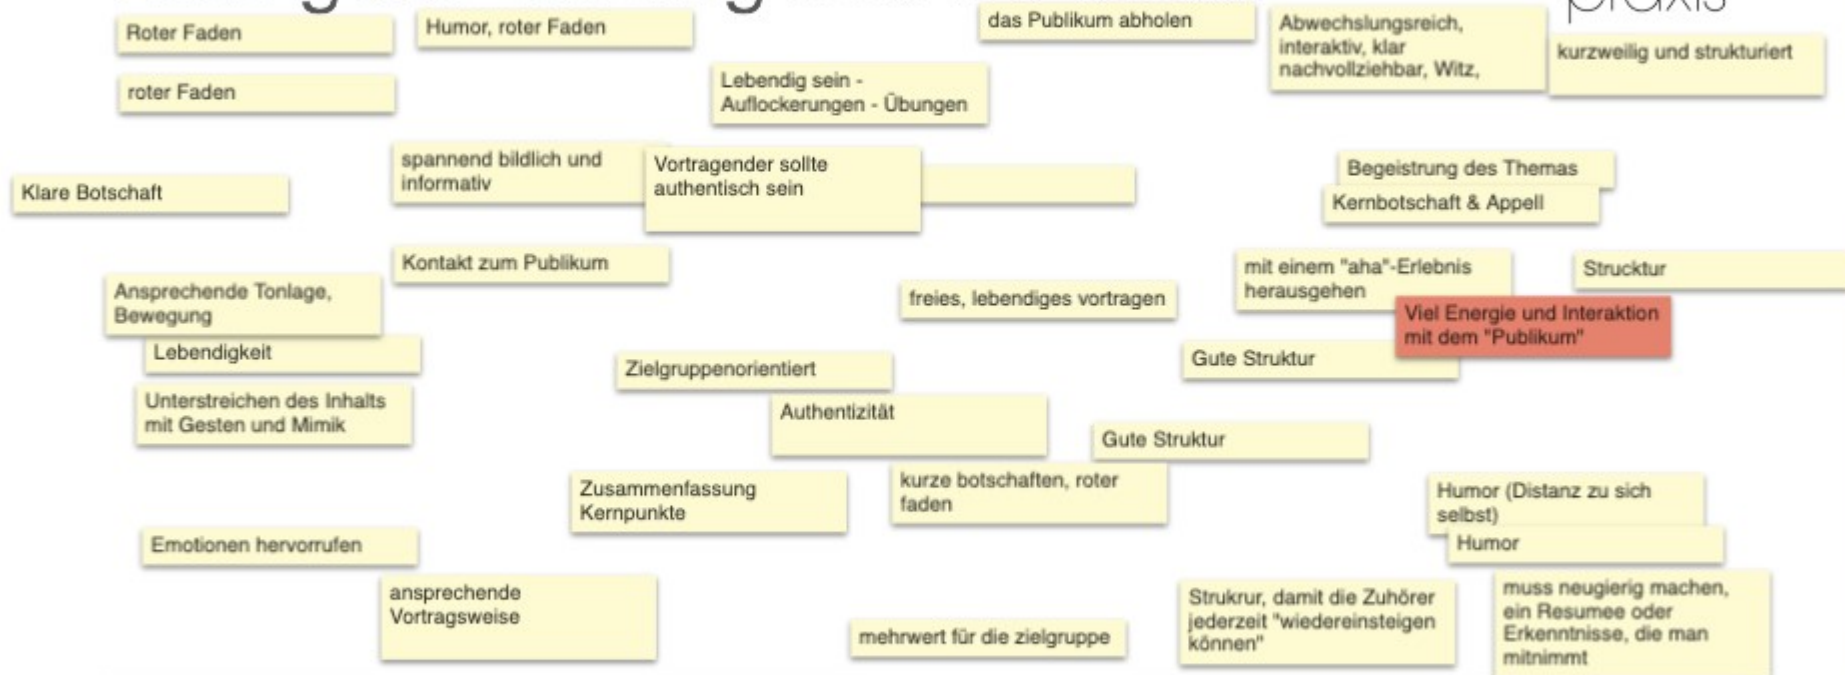 praxis
Roter Faden
Humor, roter Faden
das Publikum abholen
Abwechslungsreich,
interaktiv, klar
nachvollziehbar, Witz,
kurzweilig und strukturiert
roter Faden
Lebendig sein -
Auflockerungen - Übungen
spannend bildlich und
informativ
Vortragender sollte
authentisch sein
Begeistrung des Themas
Klare Botschaft
Kernbotschaft & Appell
Kontakt zum Publikum
mit einem "aha"-Erlebnis
herausgehen
Strucktur
Ansprechende Tonlage,
Bewegung
freies, lebendiges vortragen
Viel Energie und Interaktion
mit dem "Publikum"
Lebendigkeit
Zielgruppenorientiert
Gute Struktur
Unterstreichen des Inhalts
mit Gesten und Mimik
Authentizität
Gute Struktur
Zusammenfassung
Kernpunkte
kurze botschaften, roter
faden
Humor (Distanz zu sich
selbst)
Emotionen hervorrufen
Humor
ansprechende
Vortragsweise
mehrwert für die zielgruppe
Strukrur, damit die Zuhörer
jederzeit "wiedereinsteigen
können"
muss neugierig machen,
ein Resumee oder
Erkenntnisse, die man
mitnimmt